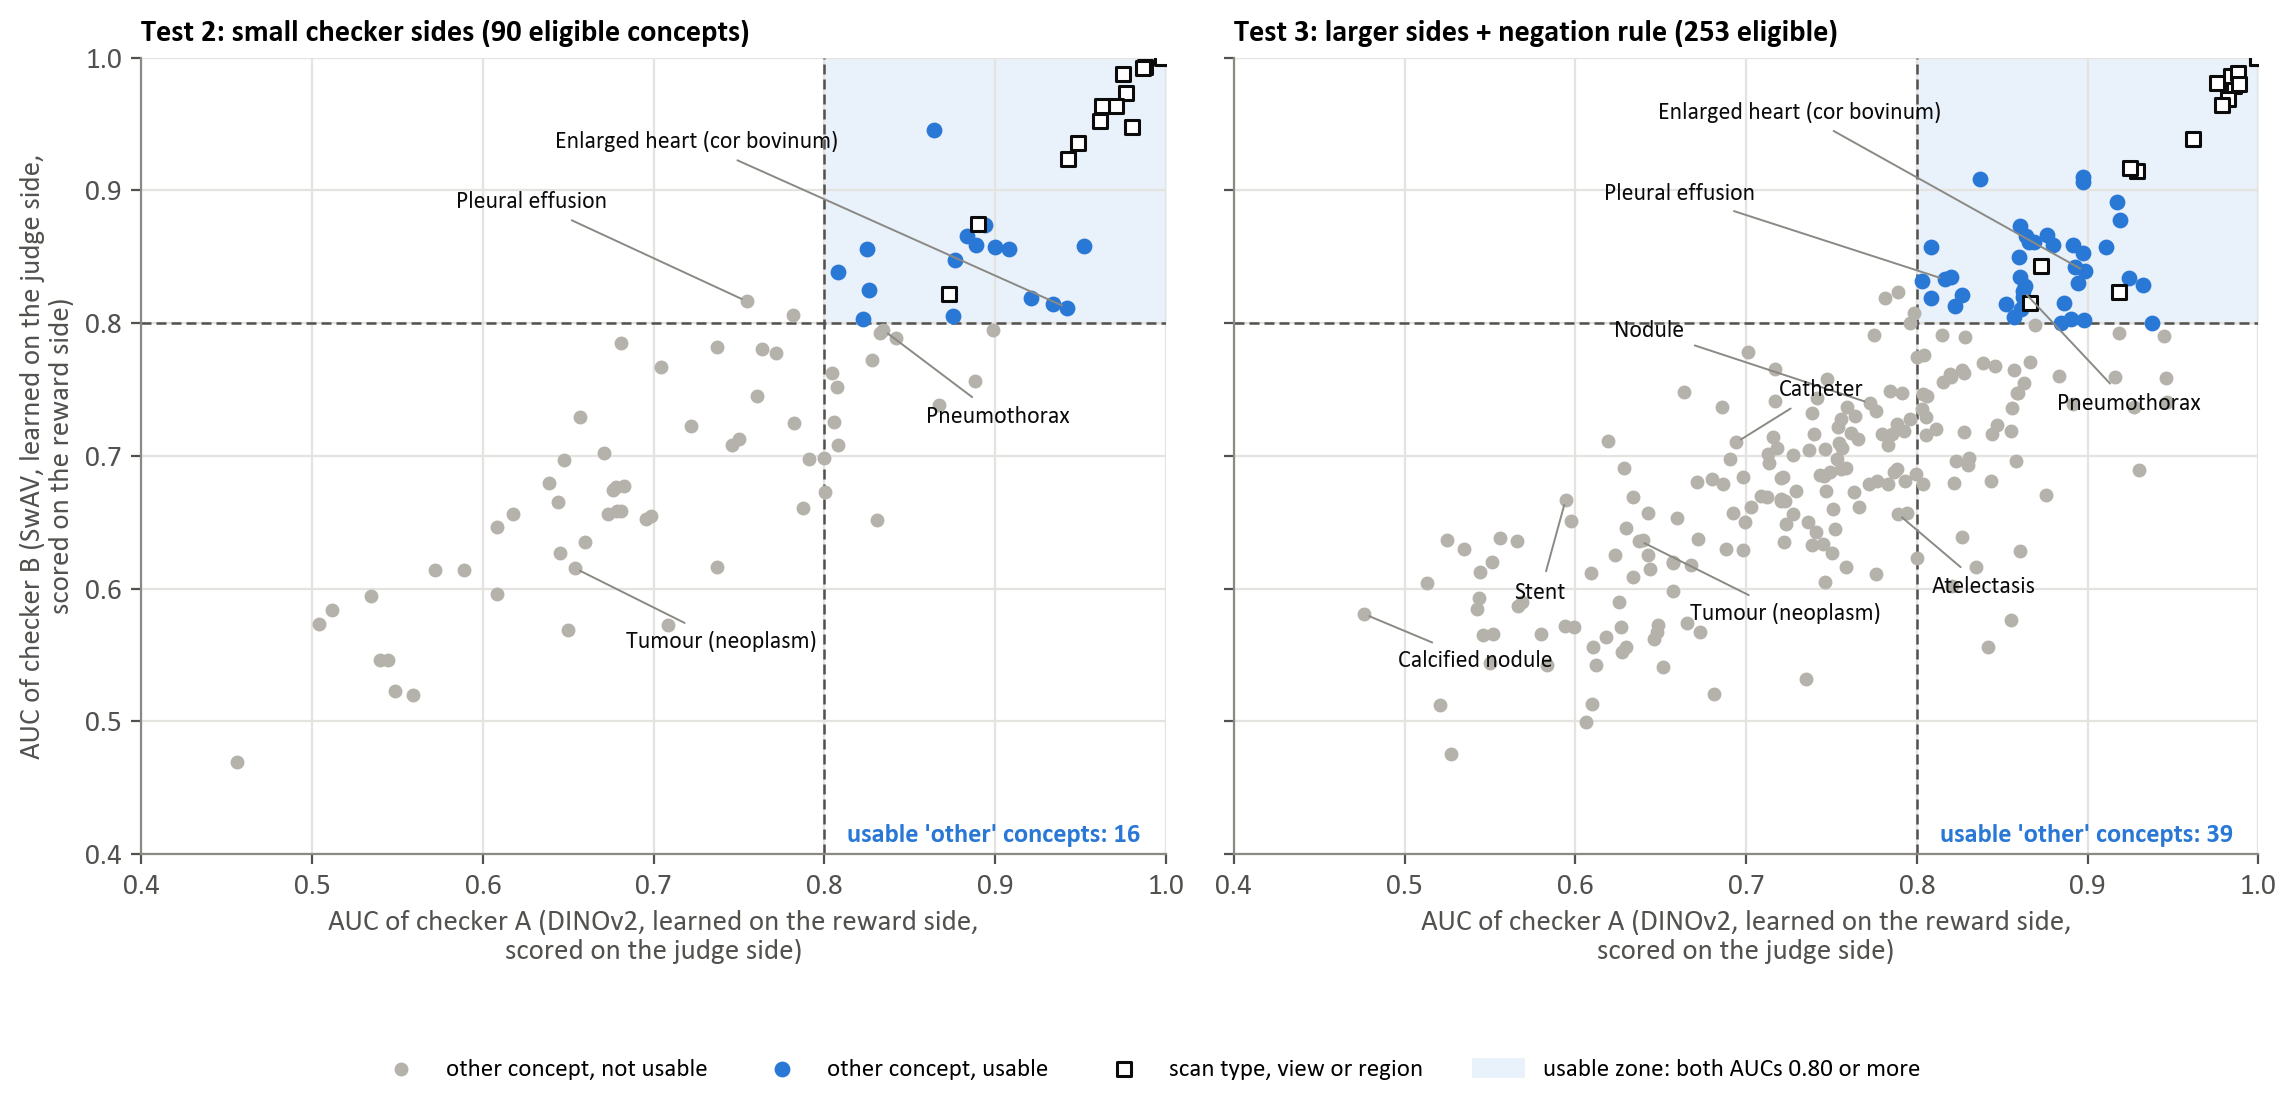 Test 2: small checker sides (90 eligible concepts)
AUC of checker B (SwAV, learned on the judge side,
scored on the reward side)
1.0
0.9
0.8
0.7
0.6
0.5
0.4
Enlarged heart (cor bovinum)
Pleural effusion
Pneumothorax
Tumour (neoplasm)
usable 'other' concepts: 16
0.4 0.5 0.6 0.7 0.8 0.9 1.0
AUC of checker A (DINOv2, learned on the reward side,
scored on the judge side)
Test 3: larger sides + negation rule (253 eligible)
Enlarged heart (cor bovinum)
Pleural effusion
Nodule
Catheter
Pneumothorax
Stent
Atelectasis
Tumour (neoplasm)
Calcified nodule
usable 'other' concepts: 39
0.4 0.5 0.6 0.7 0.8 0.9 1.0
AUC of checker A (DINOv2, learned on the reward side,
scored on the judge side)
other concept, not usable
other concept, usable
scan type, view or region
usable zone: both AUCs 0.80 or more